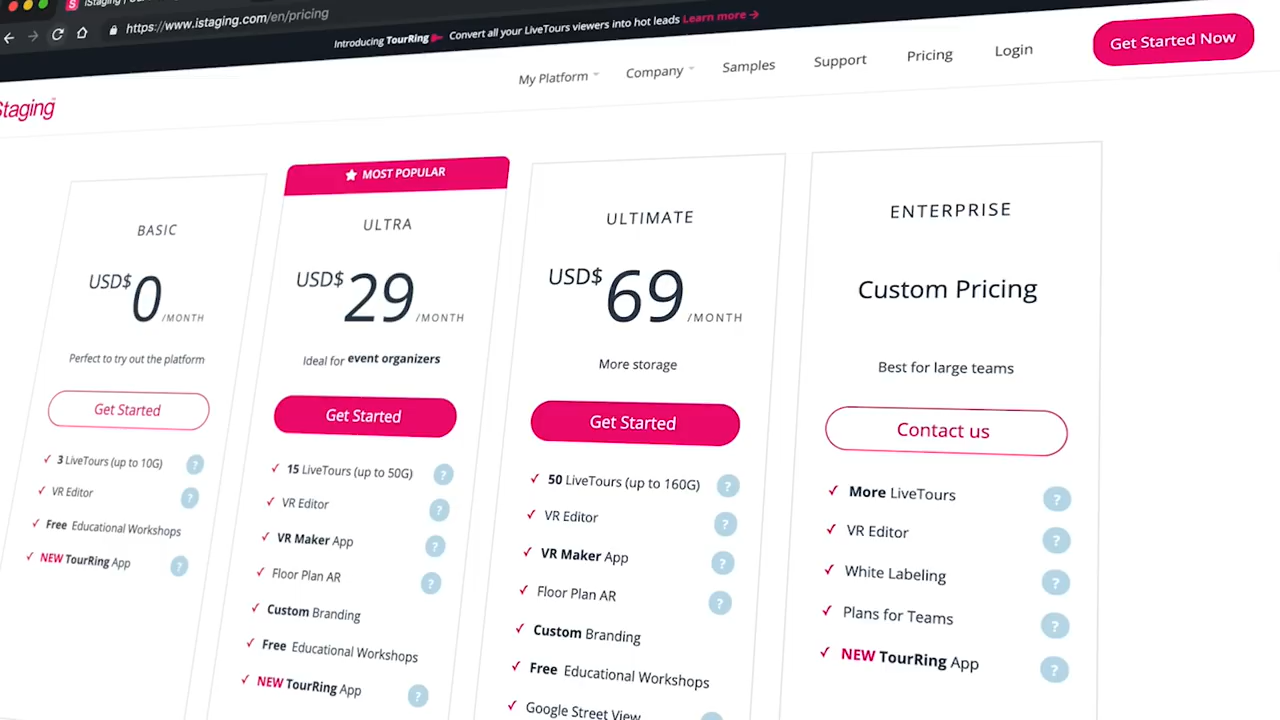 https://www.istaging.com/en/pricing
Introducing TourRing Convert all your LiveTours viewers into hot leads Learn more →
Staging
My Platform
Company
Samples
Support
Pricing
Login
Get Started Now
BASIC
USD$ 0 /MONTH
Perfect to try out the platform
Get Started
✓ 3 LiveTours (up to 10G) ?
✓ VR Editor ?
✓ Free Educational Workshops
✓ NEW TourRing App ?
★ MOST POPULAR
ULTRA
USD$ 29 /MONTH
Ideal for event organizers
Get Started
✓ 15 LiveTours (up to 50G) ?
✓ VR Editor ?
✓ VR Maker App ?
✓ Floor Plan AR ?
✓ Custom Branding
✓ Free Educational Workshops
✓ NEW TourRing App ?
ULTIMATE
USD$ 69 /MONTH
More storage
Get Started
✓ 50 LiveTours (up to 160G) ?
✓ VR Editor ?
✓ VR Maker App ?
✓ Floor Plan AR ?
✓ Custom Branding
✓ Free Educational Workshops
✓ Google Street View
ENTERPRISE
Custom Pricing
Best for large teams
Contact us
✓ More LiveTours ?
✓ VR Editor ?
✓ White Labeling ?
✓ Plans for Teams ?
✓ NEW TourRing App ?